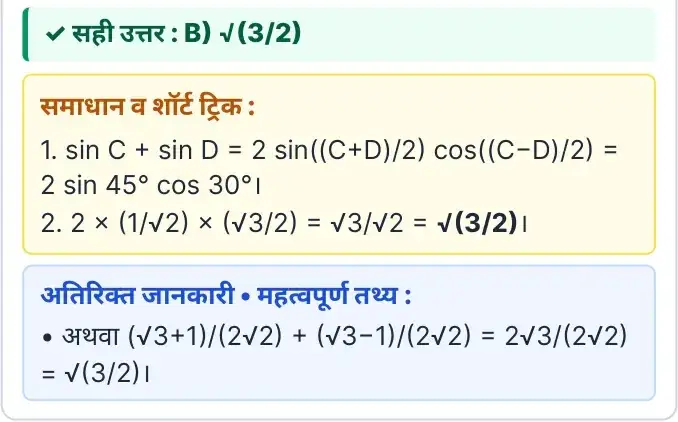 ✓ सही उत्तर : B) √(3/2)
समाधान व शॉर्ट ट्रिक :
1. sin C + sin D = 2 sin((C+D)/2) cos((C−D)/2) =
2 sin 45° cos 30°।
2. 2 × (1/√2) × (√3/2) = √3/√2 = √(3/2)।
अतिरिक्त जानकारी • महत्वपूर्ण तथ्य :
• अथवा (√3+1)/(2√2) + (√3−1)/(2√2) = 2√3/(2√2)
= √(3/2)।